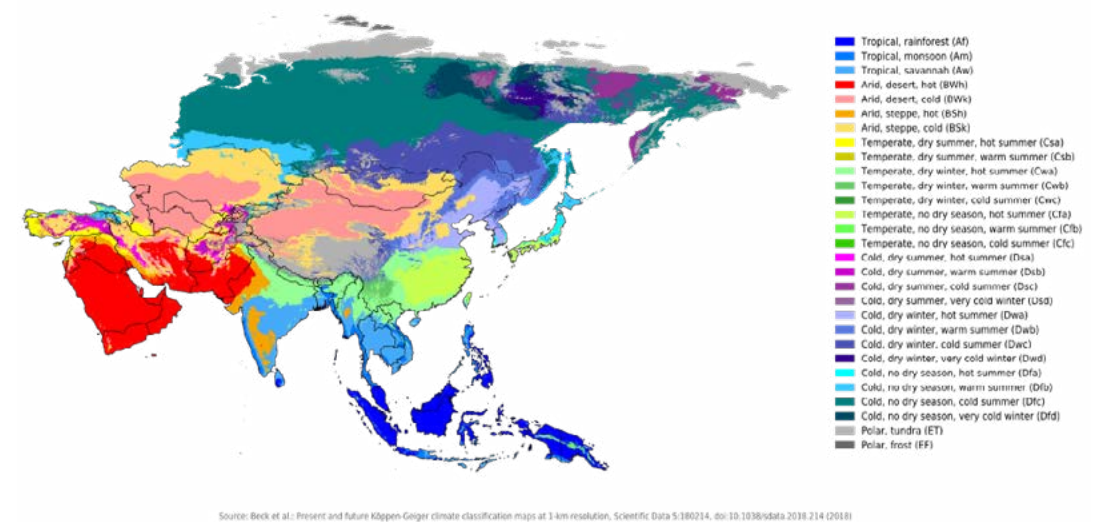 Tropical, rainforest (Af)
Tropical, monsoon (Am)
Tropical, savannah (Aw)
Arid, desert, hot (BWh)
Arid, desert, cold (BWk)
Arid, steppe, hot (BSh)
Arid, steppe, cold (BSk)
Temperate, dry summer, hot summer (Csa)
Temperate, dry summer, warm summer (Csb)
Temperate, dry winter, hot summer (Cwa)
Temperate, dry winter, warm summer (Cwb)
Temperate, dry winter, cold summer (Cwc)
Temperate, no dry season, hot summer (Cfa)
Temperate, no dry season, warm summer (Cfb)
Temperate, no dry season, cold summer (Cfc)
Cold, dry summer, hot summer (Dsa)
Cold, dry summer, warm summer (Dsb)
Cold, dry summer, cold summer (Dsc)
Cold, dry summer, very cold winter (Dsd)
Cold, dry winter, hot summer (Dwa)
Cold, dry winter, warm summer (Dwb)
Cold, dry winter, cold summer (Dwc)
Cold, dry winter, very cold winter (Dwd)
Cold, no dry season, hot summer (Dfa)
Cold, no dry season, warm summer (Dfb)
Cold, no dry season, cold summer (Dfc)
Cold, no dry season, very cold winter (Dfd)
Polar, tundra (ET)
Polar, frost (EF)
Source: Beck et al.: Present and future Köppen-Geiger climate classification maps at 1-km resolution, Scientific Data 5:180214, doi:10.1038/sdata.2018.214 (2018)